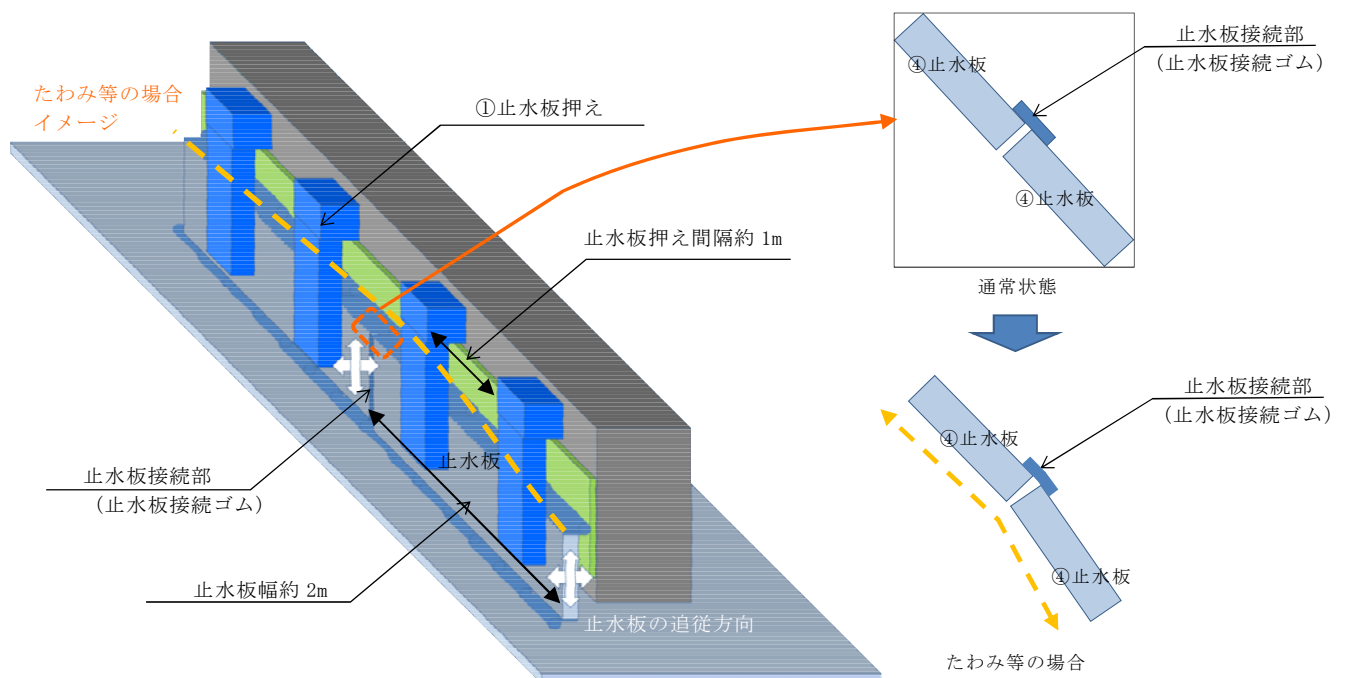 たわみ等の場合
イメージ
①止水板押え
止水板押え間隔約 1m
止水板
止水板接続部
(止水板接続ゴム)
止水板幅約 2m
止水板の追従方向
④止水板
④止水板
止水板接続部
(止水板接続ゴム)
通常状態
④止水板
④止水板
止水板接続部
(止水板接続ゴム)
たわみ等の場合